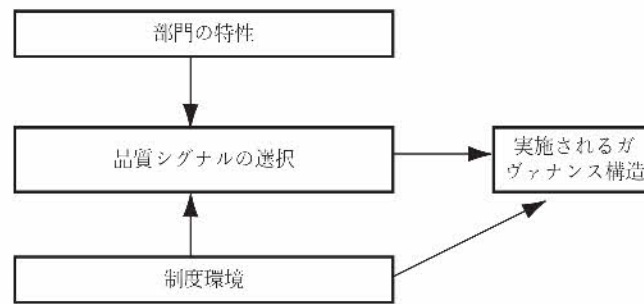 部門の特性
品質シグナルの選択
実施されるガ
ヴァナンス構造
制度環境